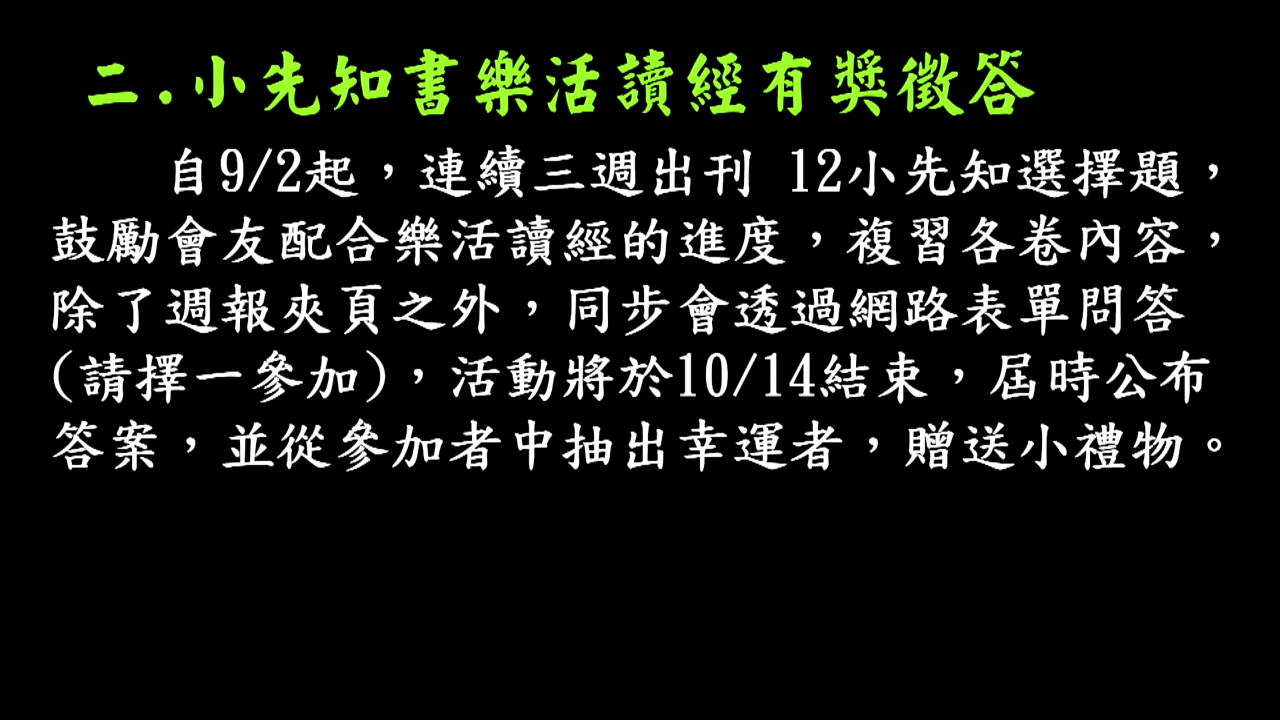 二.小先知書樂活讀經有獎徵答
自9/2起，連續三週出刊 12小先知選擇題，
鼓勵會友配合樂活讀經的進度，複習各卷內容，
除了週報夾頁之外，同步會透過網路表單問答
(請擇一參加)，活動將於10/14結束，屆時公布
答案，並從參加者中抽出幸運者，贈送小禮物。